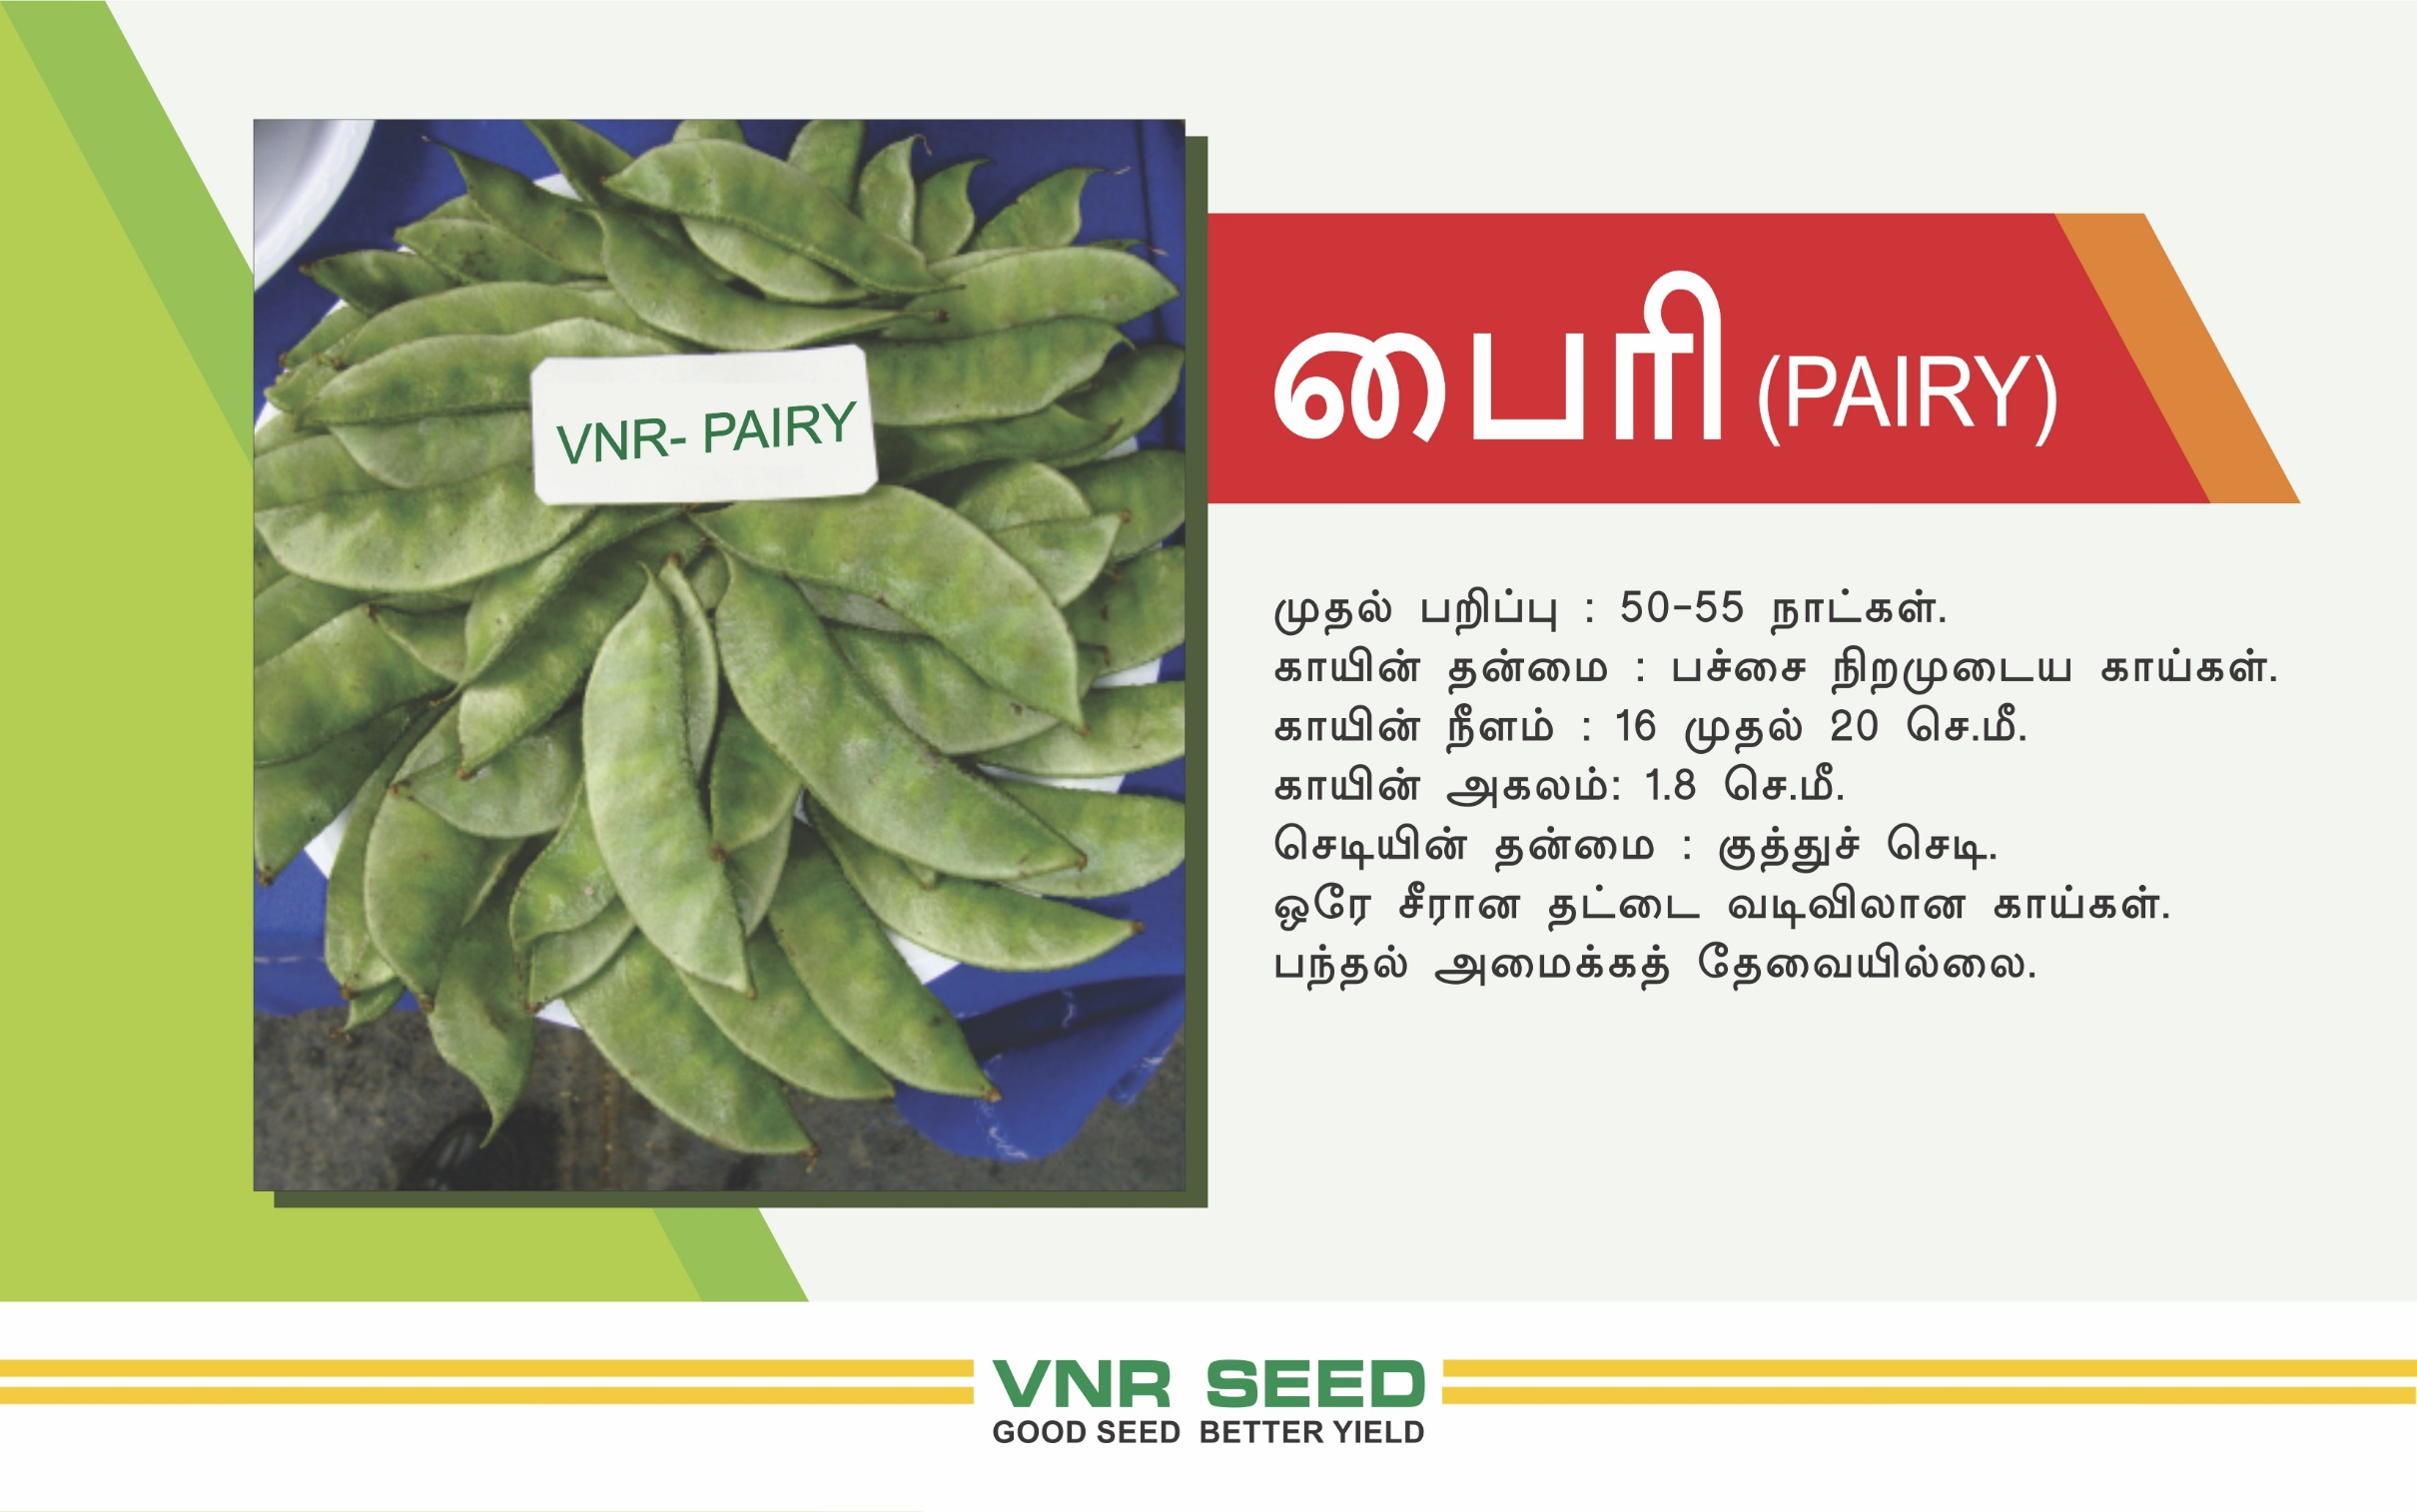 VNR- PAIRY
பைரி (PAIRY)
முதல் பறிப்பு : 50-55 நாட்கள்.
காயின் தன்மை : பச்சை நிறமுடைய காய்கள்.
காயின் நீளம் : 16 முதல் 20 செ.மீ.
காயின் அகலம்: 1.8 செ.மீ.
செடியின் தன்மை : குத்துச் செடி.
ஒரே சீரான தட்டை வடிவிலான காய்கள்.
பந்தல் அமைக்கத் தேவையில்லை.
VNR SEED
GOOD SEED BETTER YIELD